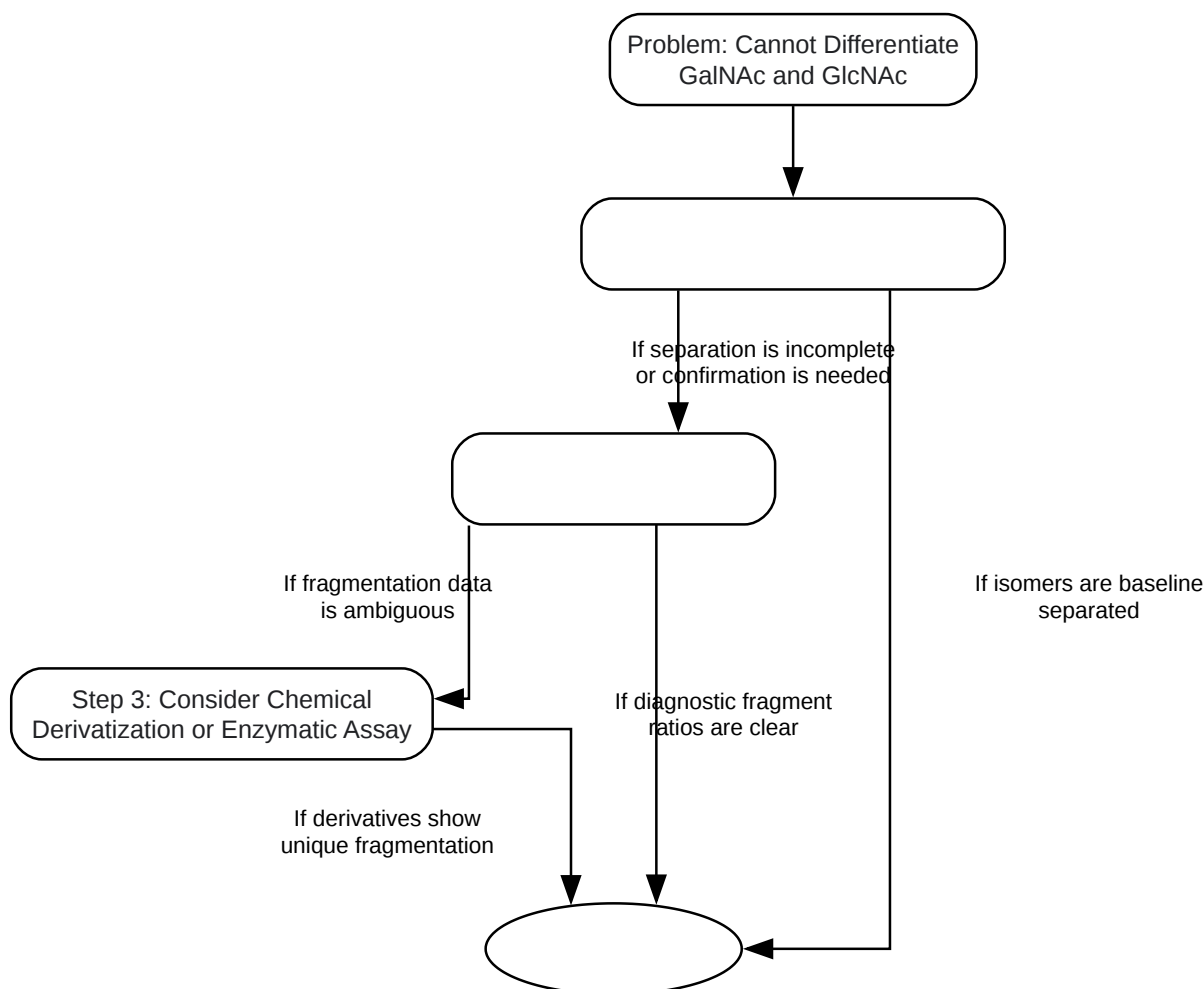 Problem: Cannot Differentiate
GalNAc and GlcNAc
If separation is incomplete
or confirmation is needed
If fragmentation data
is ambiguous
If isomers are baseline
separated
Step 3: Consider Chemical
Derivatization or Enzymatic Assay
If diagnostic fragment
ratios are clear
If derivatives show
unique fragmentation